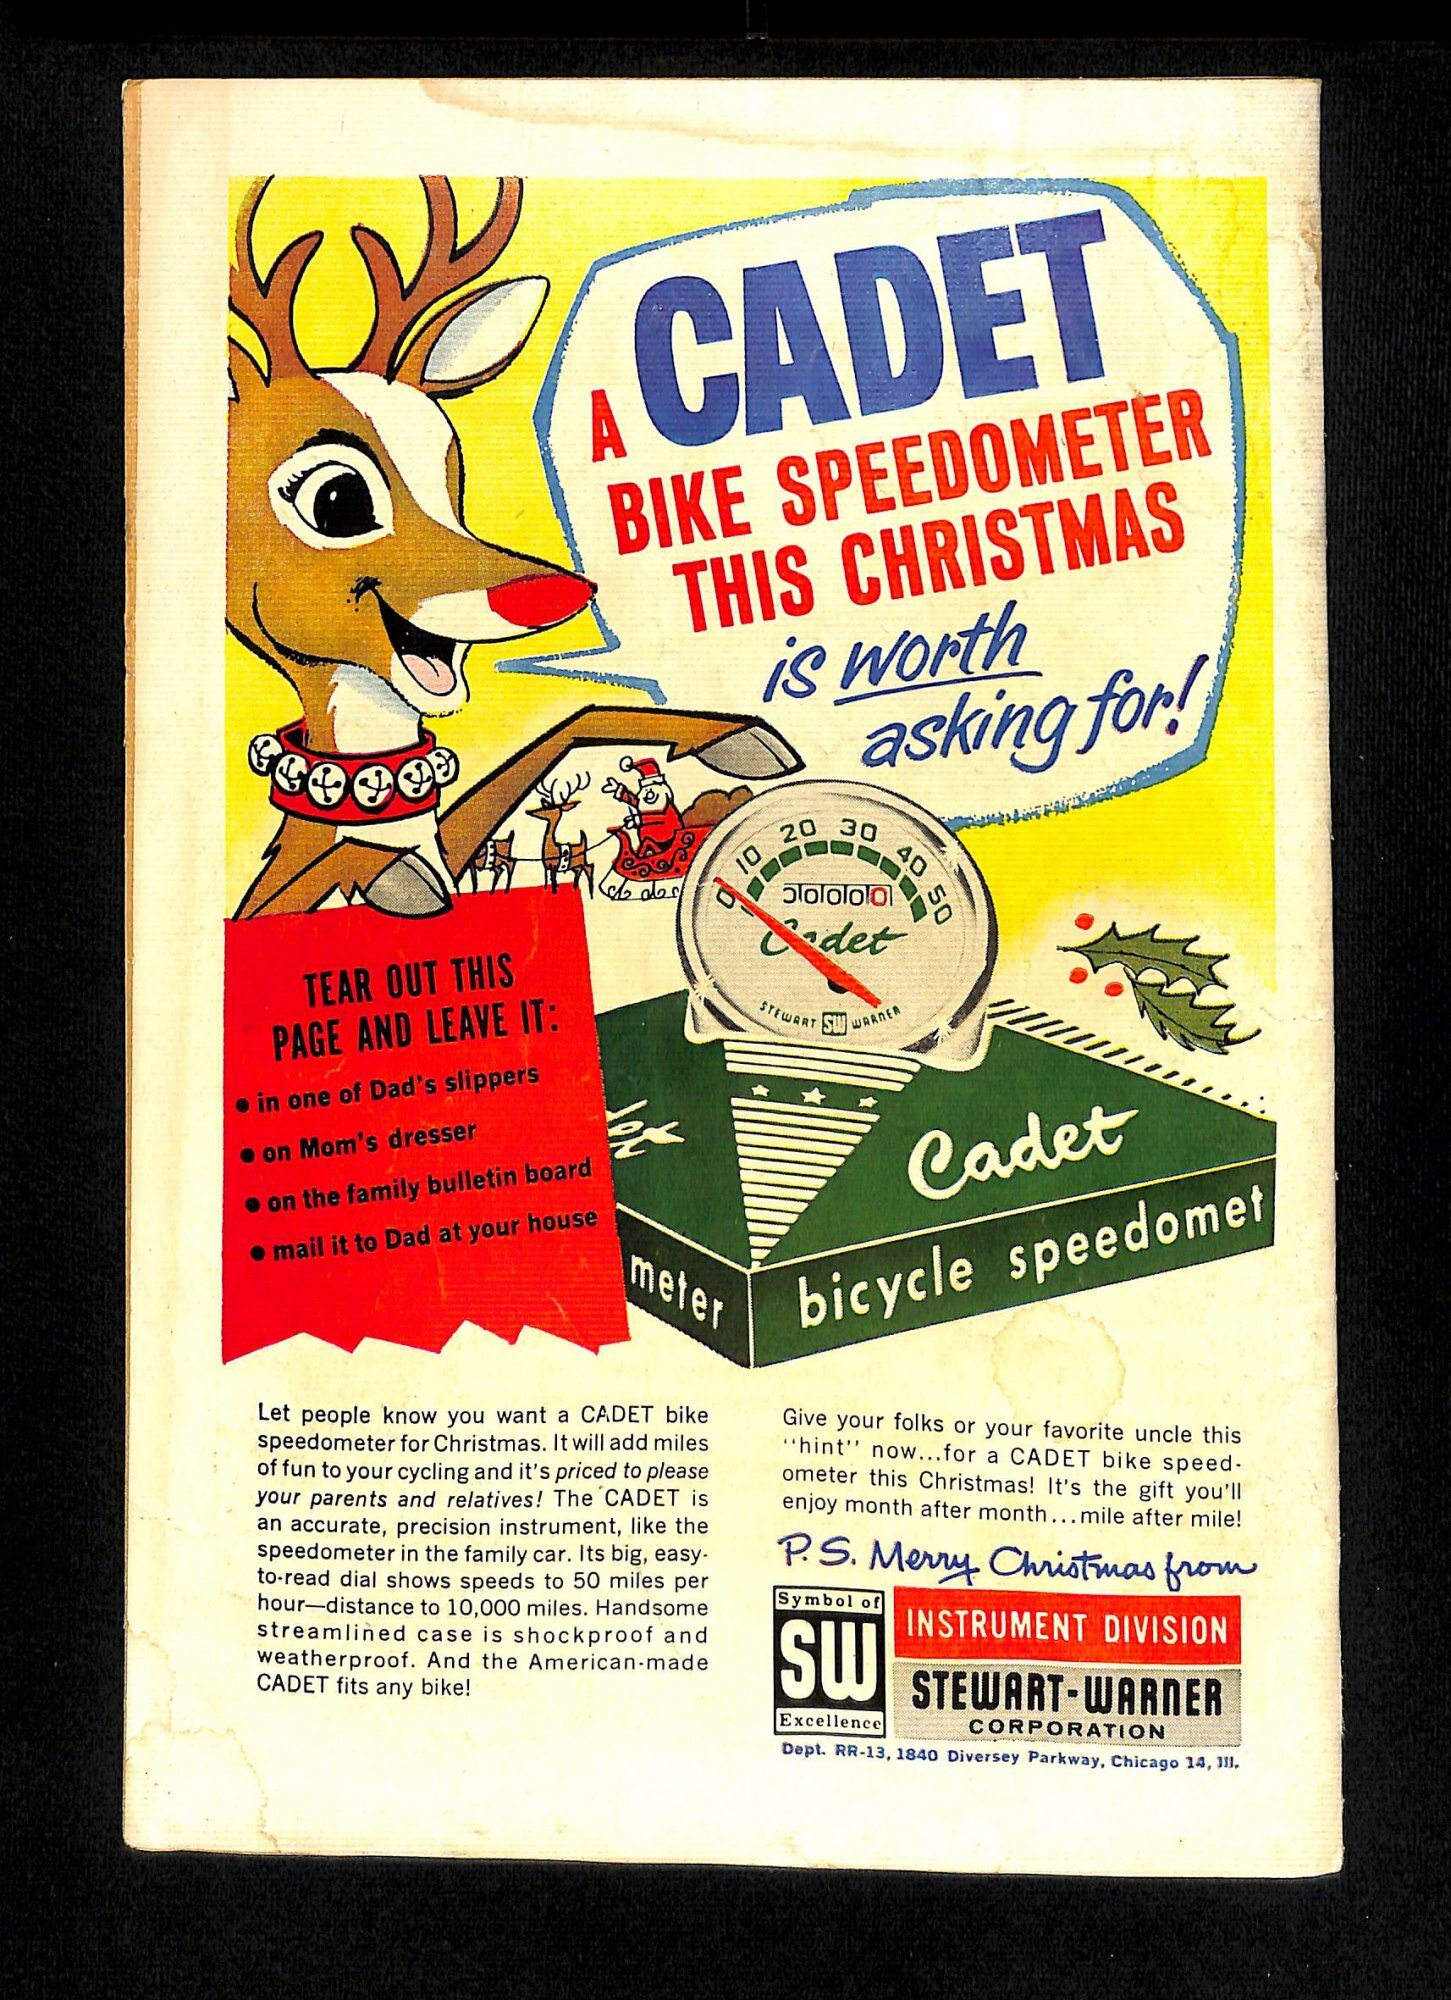 A CADET
BIKE SPEEDOMETER
THIS CHRISTMAS
is worth
asking for!
0 10 20 30 40 50
Cadet
STEWART SW WARNER
TEAR OUT THIS
PAGE AND LEAVE IT:
• in one of Dad's slippers
• on Mom's dresser
• on the family bulletin board
• mail it to Dad at your house
Cadet
meter
bicycle speedomet
Let people know you want a CADET bike
speedometer for Christmas. It will add miles
of fun to your cycling and it's priced to please
your parents and relatives! The CADET is
an accurate, precision instrument, like the
speedometer in the family car. Its big, easy-
to-read dial shows speeds to 50 miles per
hour—distance to 10,000 miles. Handsome
streamlined case is shockproof and
weatherproof. And the American-made
CADET fits any bike!
Give your folks or your favorite uncle this
"hint" now...for a CADET bike speed-
ometer this Christmas! It's the gift you'll
enjoy month after month...mile after mile!
P.S. Merry Christmas from
Symbol of
SW
Excellence
INSTRUMENT DIVISION
STEWART-WARNER
CORPORATION
Dept. RR-13, 1840 Diversey Parkway, Chicago 14, Ill.